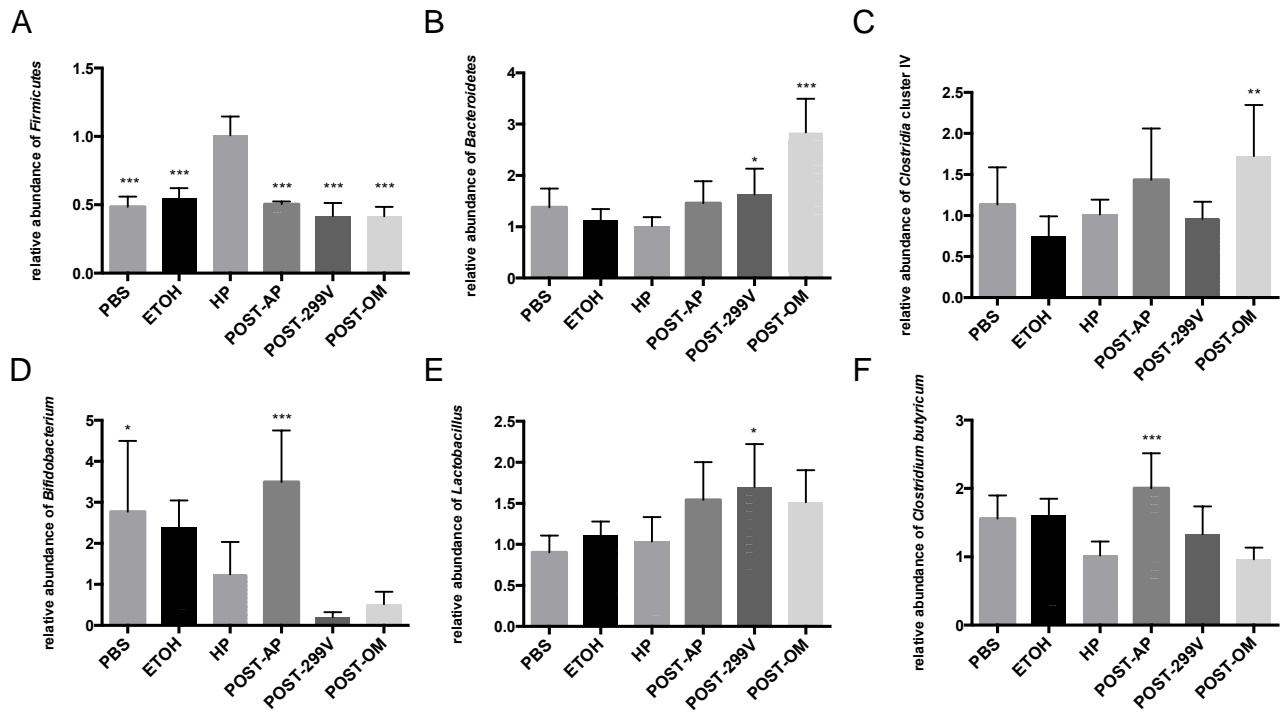 A
relative abundance of Firmicutes
1.5
1.0
0.5
0.0
***
***
***
***
***
PBS
ETOH
HP
POST-AP
POST-299V
POST-OM
B
relative abundance of Bacteroidetes
4
3
2
1
0
*
***
PBS
ETOH
HP
POST-AP
POST-299V
POST-OM
C
relative abundance of Clostridia cluster IV
2.5
2.0
1.5
1.0
0.5
0.0
**
PBS
ETOH
HP
POST-AP
POST-299V
POST-OM
D
relative abundance of Bifidobacterium
5
4
3
2
1
0
*
***
PBS
ETOH
HP
POST-AP
POST-299V
POST-OM
E
relative abundance of Lactobacillus
2.5
2.0
1.5
1.0
0.5
0.0
*
PBS
ETOH
HP
POST-AP
POST-299V
POST-OM
F
relative abundance of Clostridium butyricum
3
2
1
0
***
PBS
ETOH
HP
POST-AP
POST-299V
POST-OM